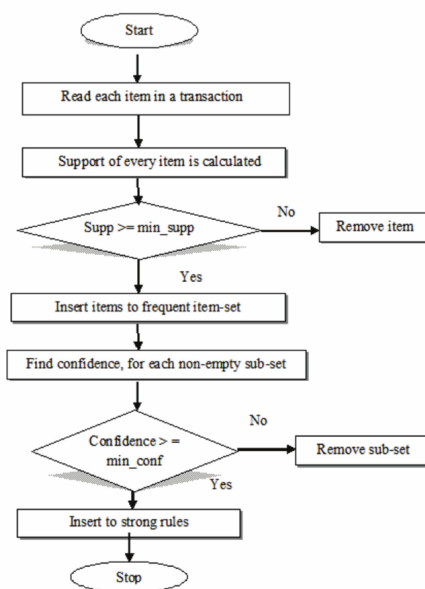 Start
Read each item in a transaction
Support of every item is calculated
No
Supp >= min_supp
Remove item
Yes
Insert items to frequent item-set
Find confidence, for each non-empty sub-set
No
Confidence > =
min_conf
Remove sub-set
Yes
Insert to strong rules
Stop